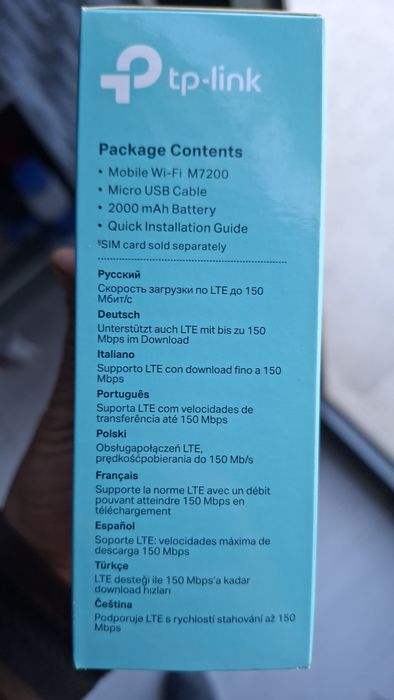 tp-link
Package Contents
• Mobile Wi-Fi M7200
• Micro USB Cable
• 2000 mAh Battery
• Quick Installation Guide
§SIM card sold separately
Русский
Скорость загрузки по LTE до 150
Мбит/с
Deutsch
Unterstützt auch LTE mit bis zu 150
Mbps im Download
Italiano
Supporto LTE con download fino a 150
Mbps
Português
Suporta LTE com velocidades de
transferência até 150 Mbps
Polski
Obsługapołączeń LTE,
prędkośćpobierania do 150 Mb/s
Français
Supporte la norme LTE avec un débit
pouvant atteindre 150 Mbps en
téléchargement
Español
Soporte LTE: velocidades máxima de
descarga 150 Mbps
Türkçe
LTE desteği ile 150 Mbps'a kadar
download hızları
Čeština
Podporuje LTE s rychlostí stahování až 150
Mbps